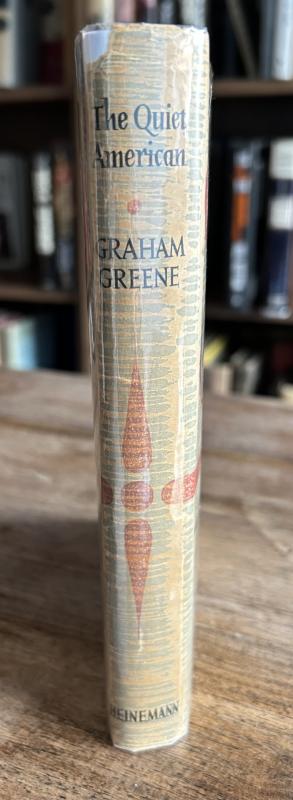 The Quiet
American
GRAHAM
GREENE
HEINEMANN